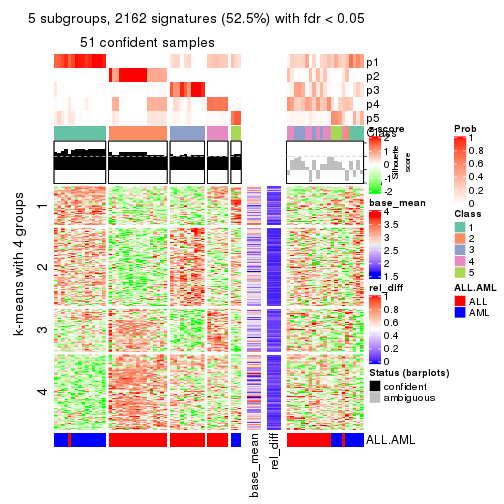 5 subgroups, 2162 signatures (52.5%) with fdr < 0.05
51 confident samples
p1
p2
p3
p4
p5
Class
Silhouette
score
k-means with 4 groups
1
2
3
4
base_mean
rel_diff
ALL.AML
z-score
2
1
0
-1
-2
base_mean
4
3.5
3
2.5
2
1.5
rel_diff
1
0.8
0.6
0.4
0.2
0
Status (barplots)
confident
ambiguous
Prob
1
0.8
0.6
0.4
0.2
0
Class
1
2
3
4
5
ALL.AML
ALL
AML